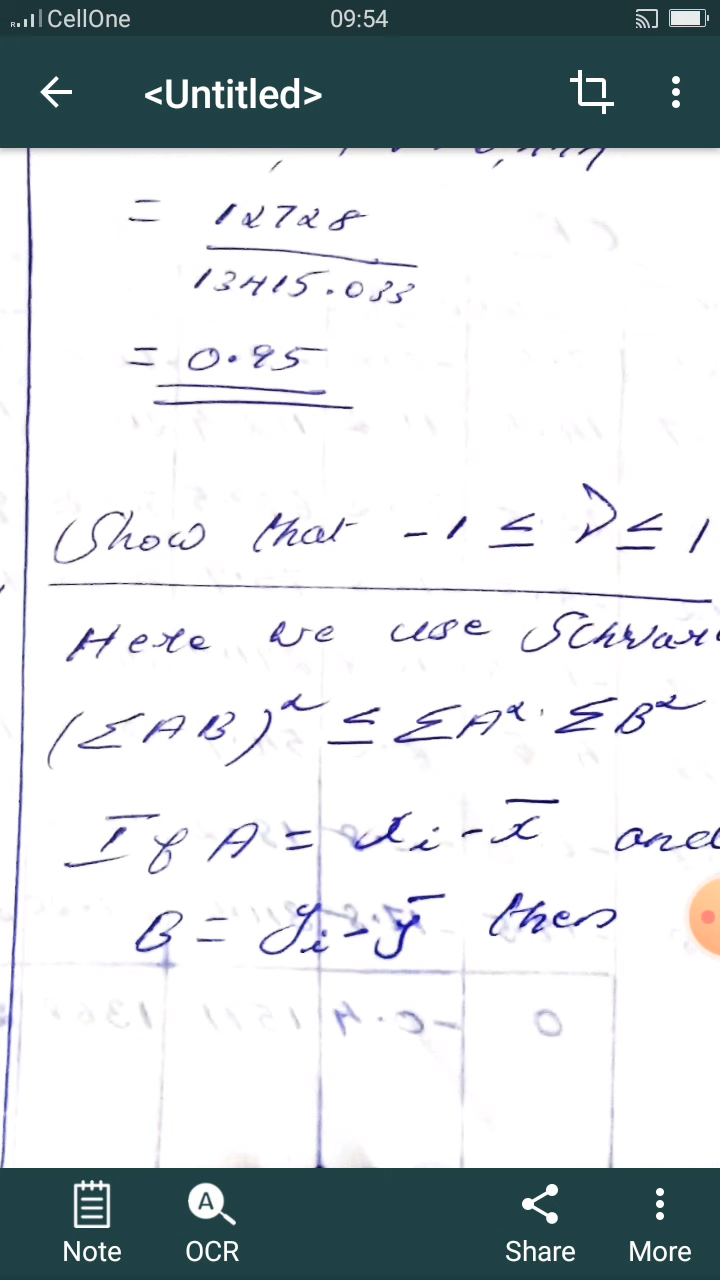 CellOne 09:54
<Untitled>
= 12728
13415.033
= 0.95
Show that -1 ≤ r ≤ 1
Here we use
(ΣAB)² ≤ ΣA². ΣB²
If A = xᵢ - x̄ and
B = yᵢ - ȳ then
Note OCR Share More